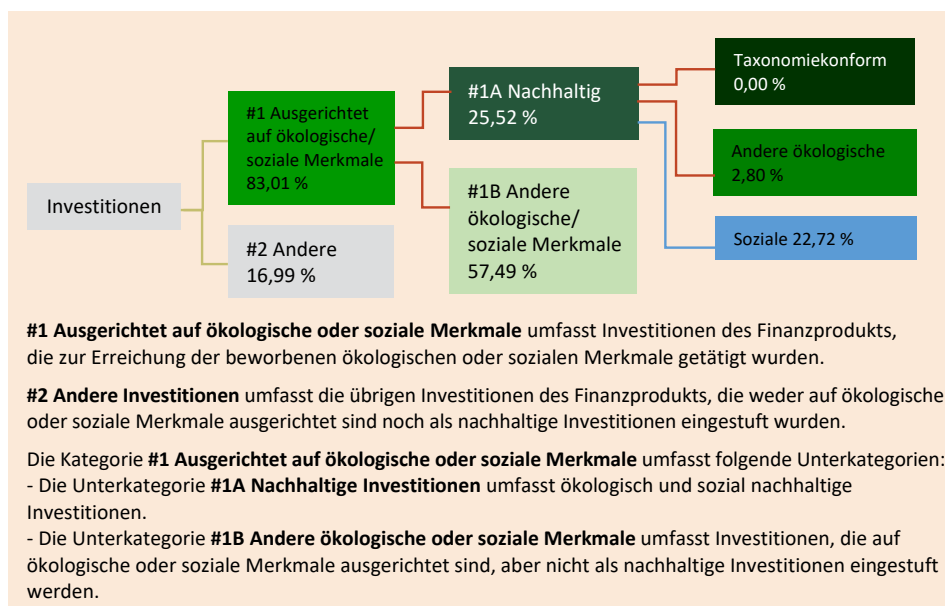 Investitionen
#1 Ausgerichtet
auf ökologische/
soziale Merkmale
83,01 %
#2 Andere
16,99 %
#1A Nachhaltig
25,52 %
#1B Andere
ökologische/
soziale Merkmale
57,49 %
Taxonomiekonform
0,00 %
Andere ökologische
2,80 %
Soziale 22,72 %
#1 Ausgerichtet auf ökologische oder soziale Merkmale umfasst Investitionen des Finanzprodukts,
die zur Erreichung der beworbenen ökologischen oder sozialen Merkmale getätigt wurden.
#2 Andere Investitionen umfasst die übrigen Investitionen des Finanzprodukts, die weder auf ökologische
oder soziale Merkmale ausgerichtet sind noch als nachhaltige Investitionen eingestuft wurden.
Die Kategorie #1 Ausgerichtet auf ökologische oder soziale Merkmale umfasst folgende Unterkategorien:
- Die Unterkategorie #1A Nachhaltige Investitionen umfasst ökologisch und sozial nachhaltige
Investitionen.
- Die Unterkategorie #1B Andere ökologische oder soziale Merkmale umfasst Investitionen, die auf
ökologische oder soziale Merkmale ausgerichtet sind, aber nicht als nachhaltige Investitionen eingestuft
werden.